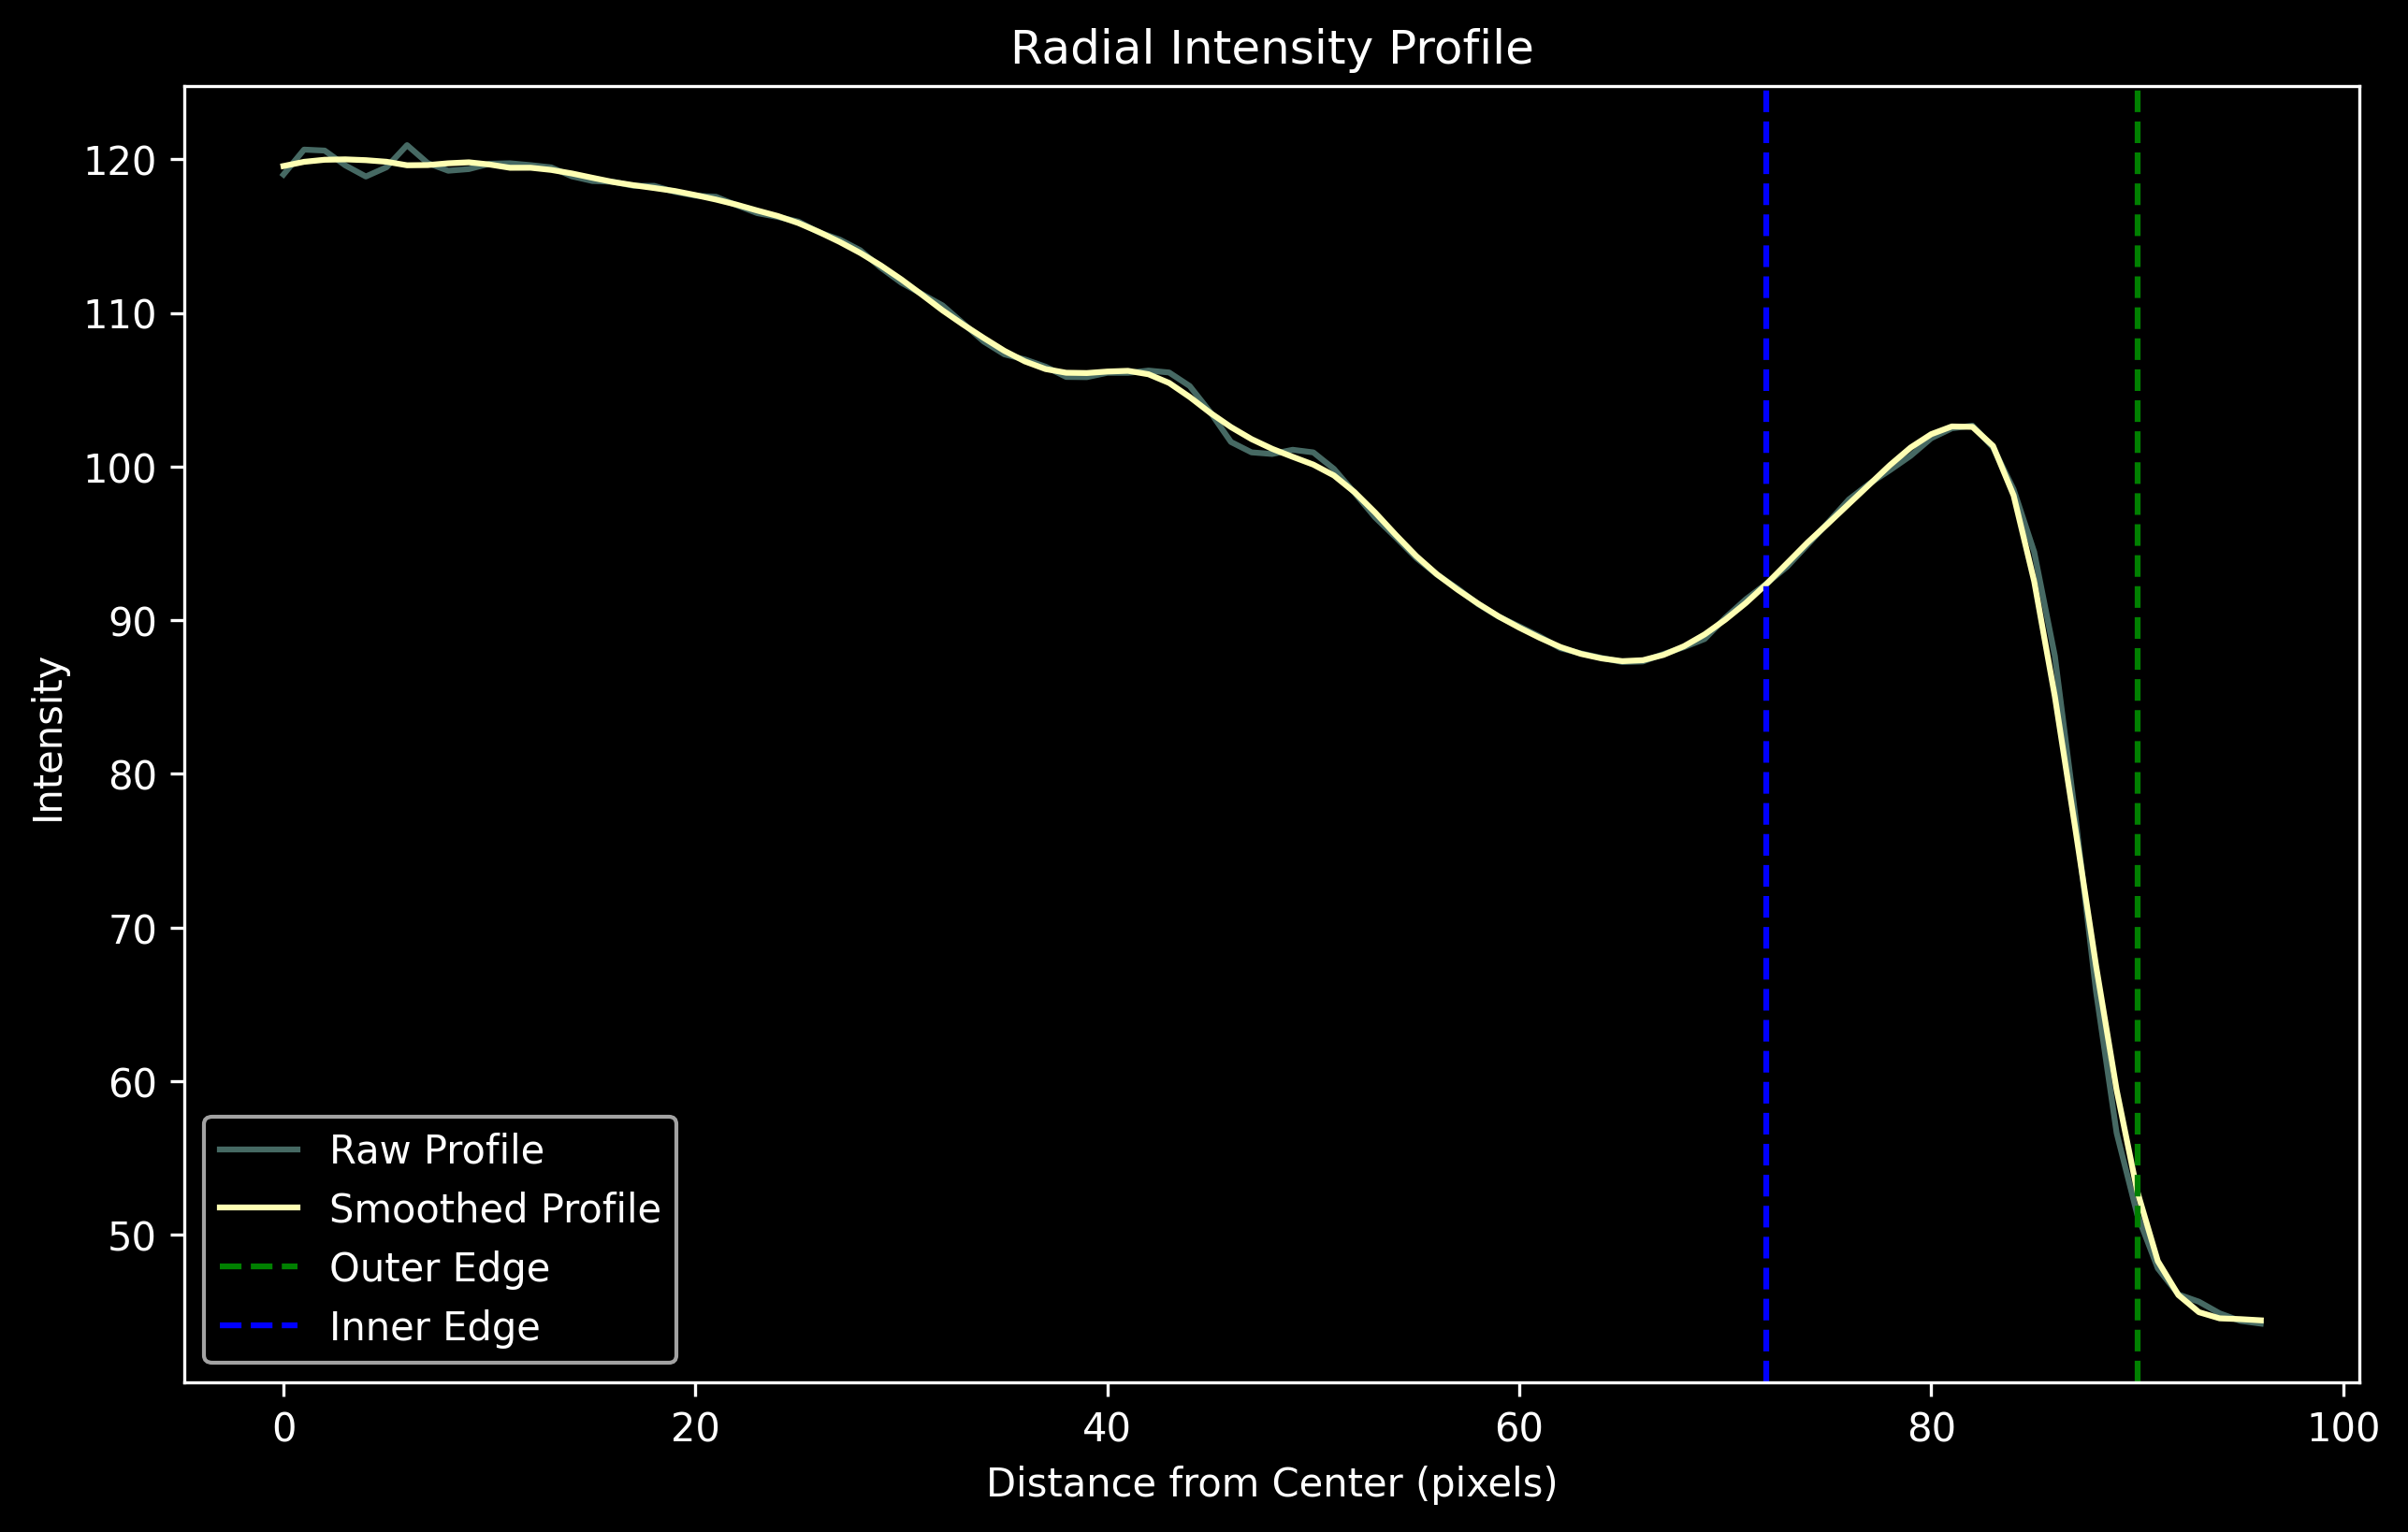 Radial Intensity Profile
120
110
100
90
80
70
60
50
Intensity
Raw Profile
Smoothed Profile
Outer Edge
Inner Edge
0 20 40 60 80 100
Distance from Center (pixels)